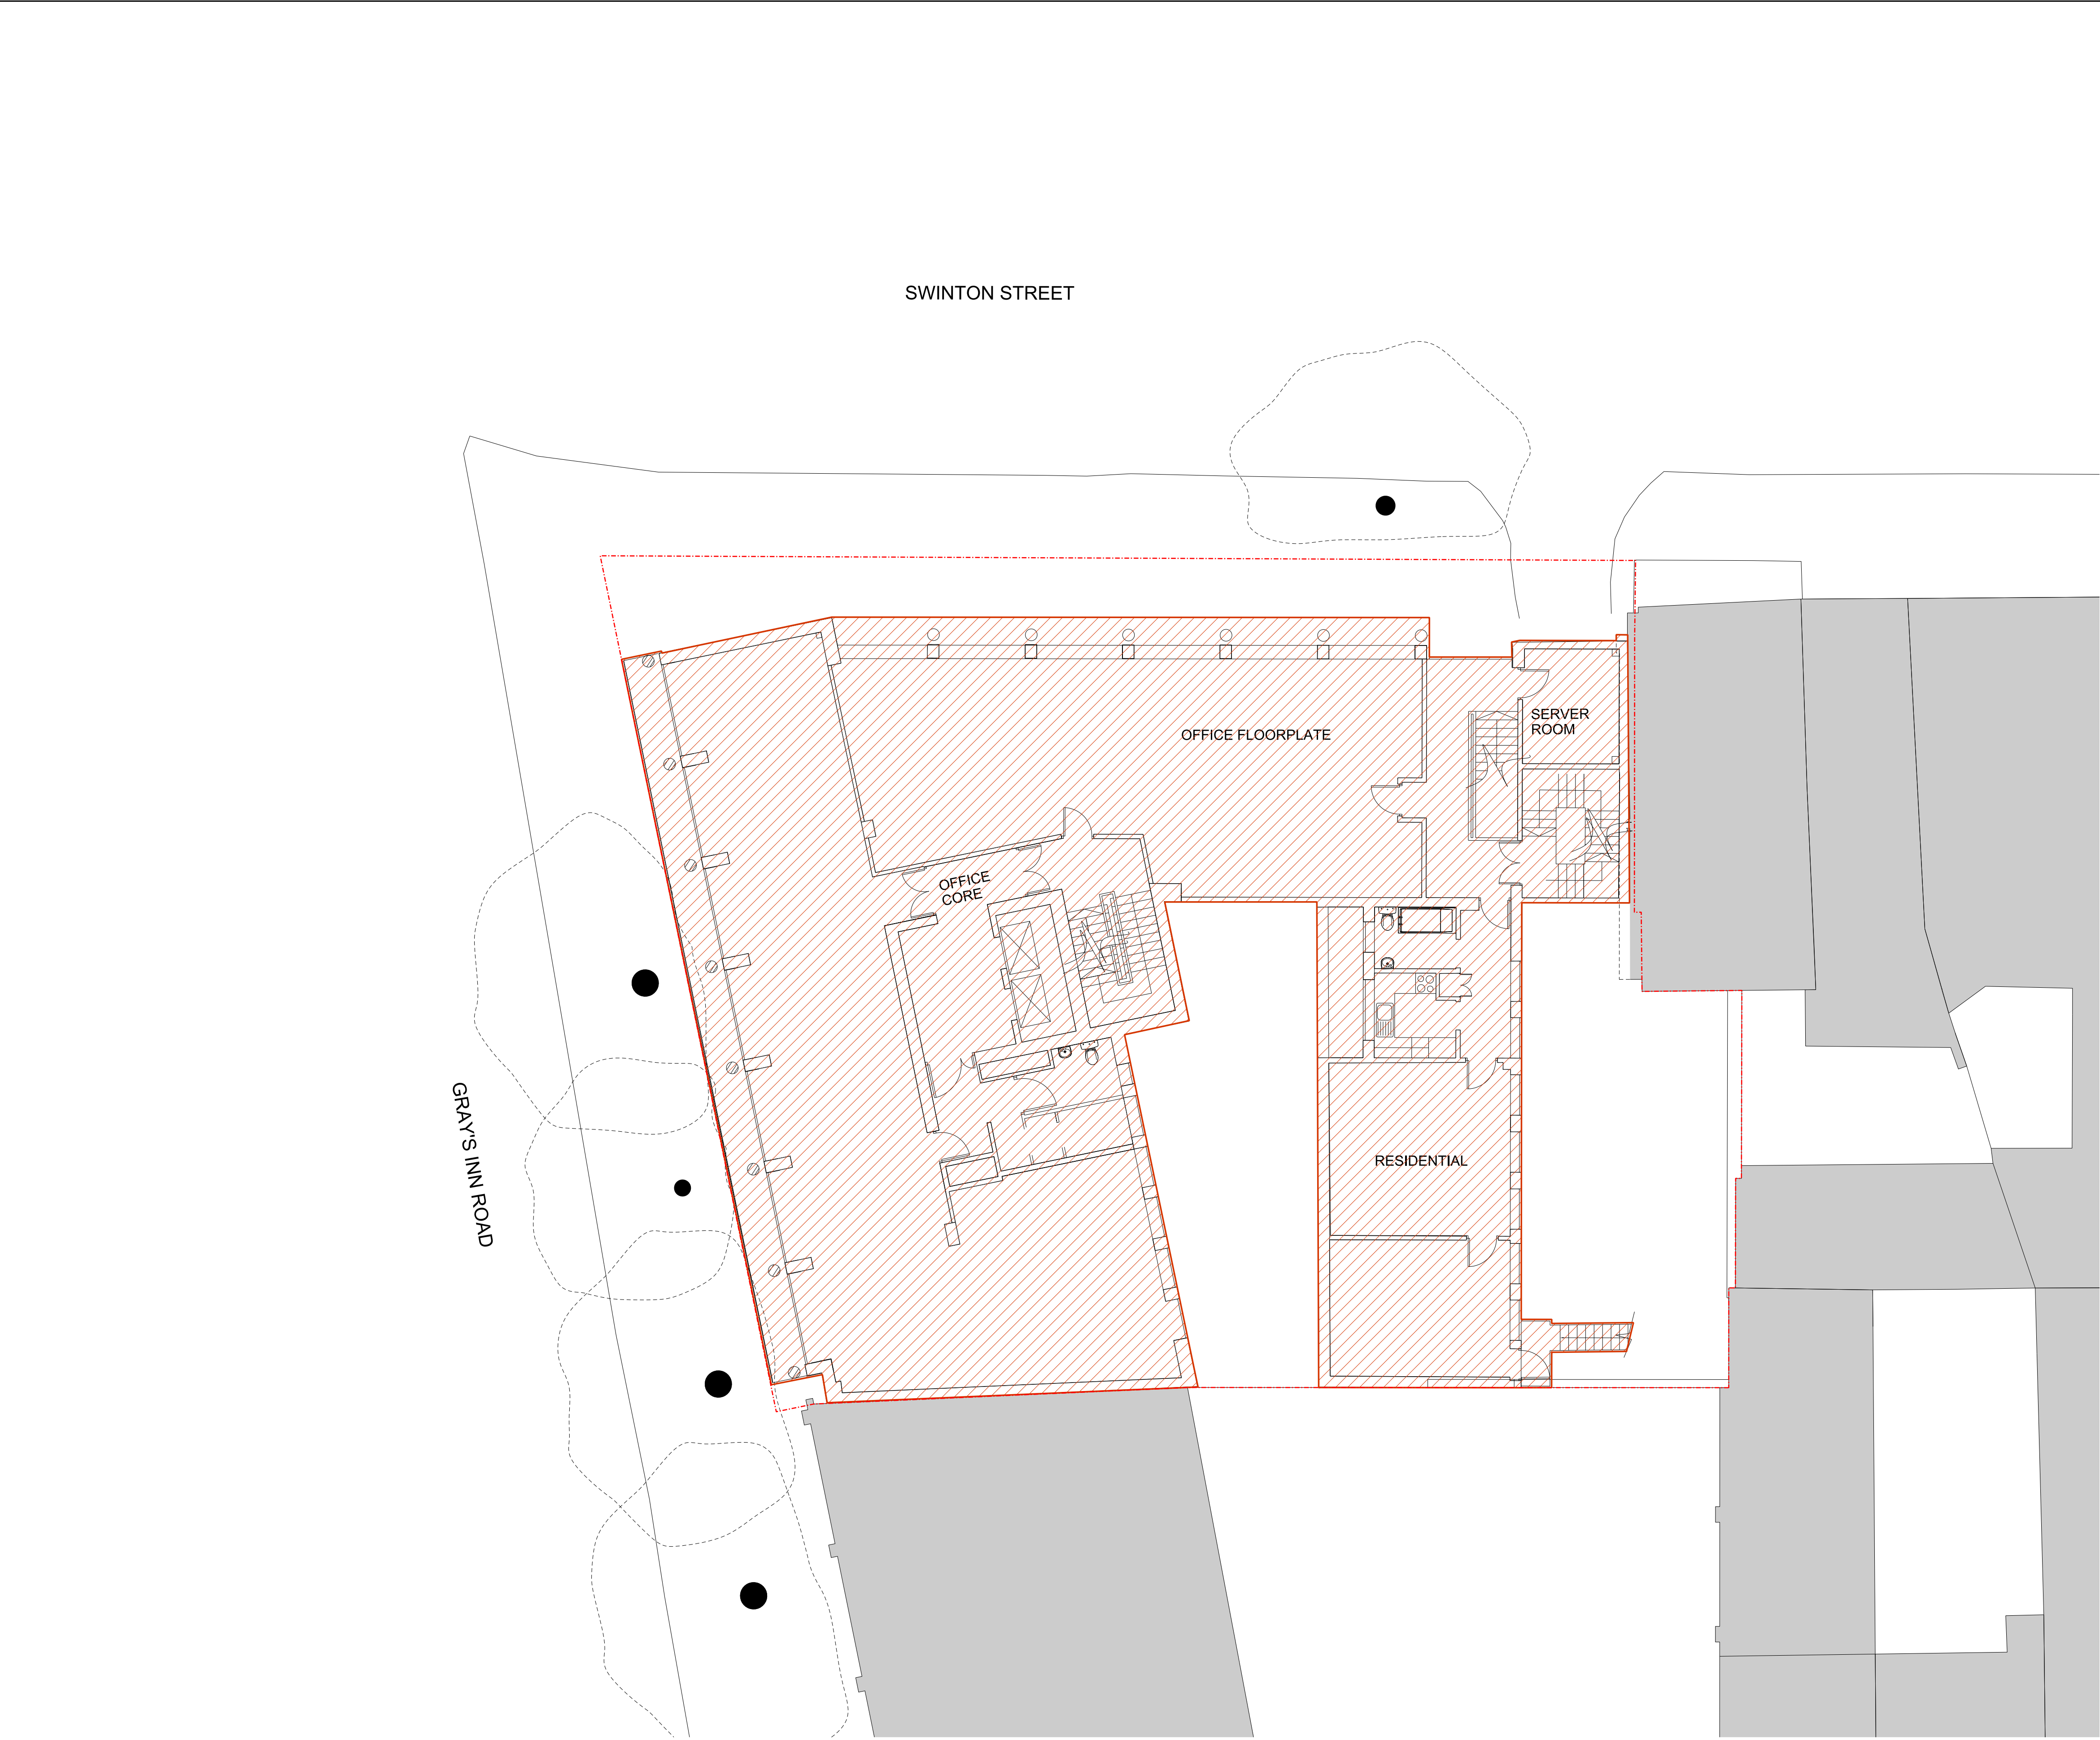 SWINTON STREET
SERVER
ROOM
OFFICE FLOORPLATE
OFFICE
CORE
GRAY'S INN ROAD
RESIDENTIAL